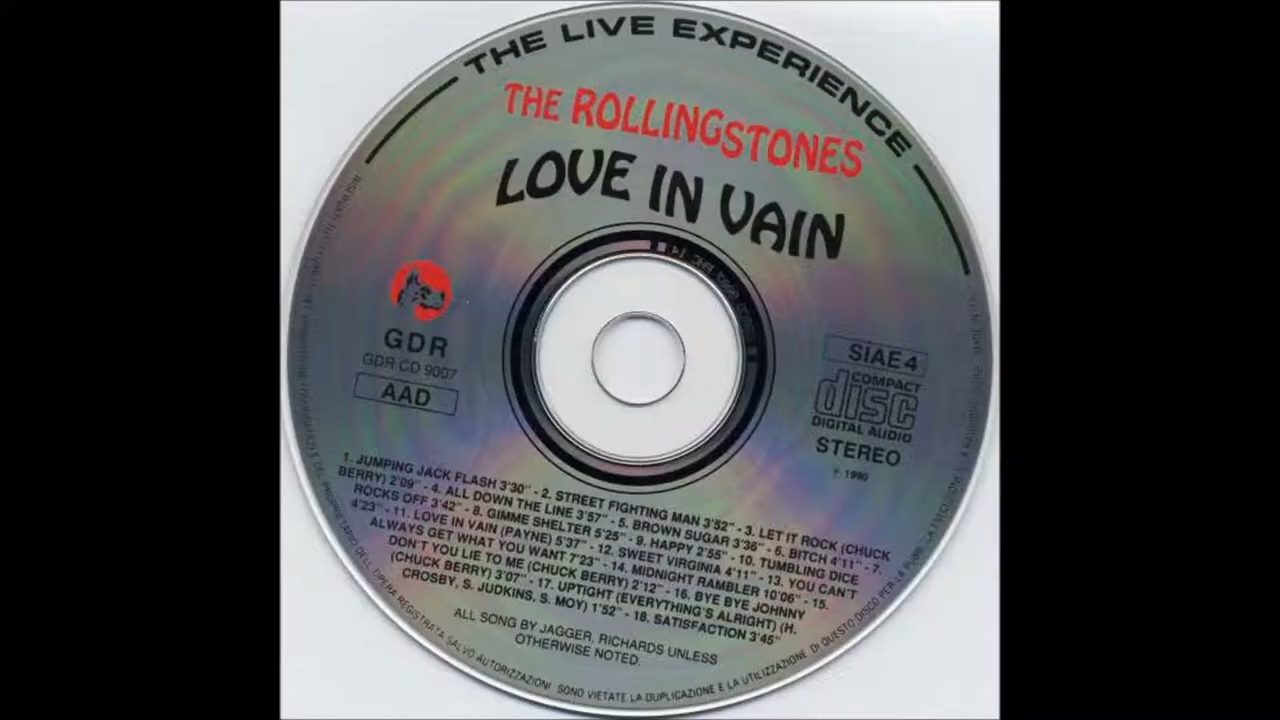 THE LIVE EXPERIENCE
THE ROLLINGSTONES
LOVE IN VAIN
GDR
GDR CD 9007
AAD
SIAE 4
COMPACT
disc
DIGITAL AUDIO
STEREO
℗ 1990
1. JUMPING JACK FLASH 3'30" - 2. STREET FIGHTING MAN 3'52" - 3. LET IT ROCK (CHUCK
BERRY) 2'09" - 4. ALL DOWN THE LINE 3'57" - 5. BROWN SUGAR 3'36" - 6. BITCH 4'11" - 7.
ROCKS OFF 3'42" - 8. GIMME SHELTER 5'25" - 9. HAPPY 2'55" - 10. TUMBLING DICE
4'23" - 11. LOVE IN VAIN (PAYNE) 5'37" - 12. SWEET VIRGINIA 4'11" - 13. YOU CAN'T
ALWAYS GET WHAT YOU WANT 7'23" - 14. MIDNIGHT RAMBLER 10'06" - 15.
DON'T YOU LIE TO ME (CHUCK BERRY) 2'12" - 16. BYE BYE JOHNNY
(CHUCK BERRY) 3'07" - 17. UPTIGHT (EVERYTHING'S ALRIGHT) (H.
CROSBY, S. JUDKINS, S. MOY) 1'52" - 18. SATISFACTION 3'45"
ALL SONG BY JAGGER, RICHARDS UNLESS
OTHERWISE NOTED.
DELL'OPERA REGISTRATA SALVO AUTORIZZAZIONI SONO VIETATE LA DUPLICAZIONE E LA UTILIZZAZIONE DI QUESTO DISCO PER LA